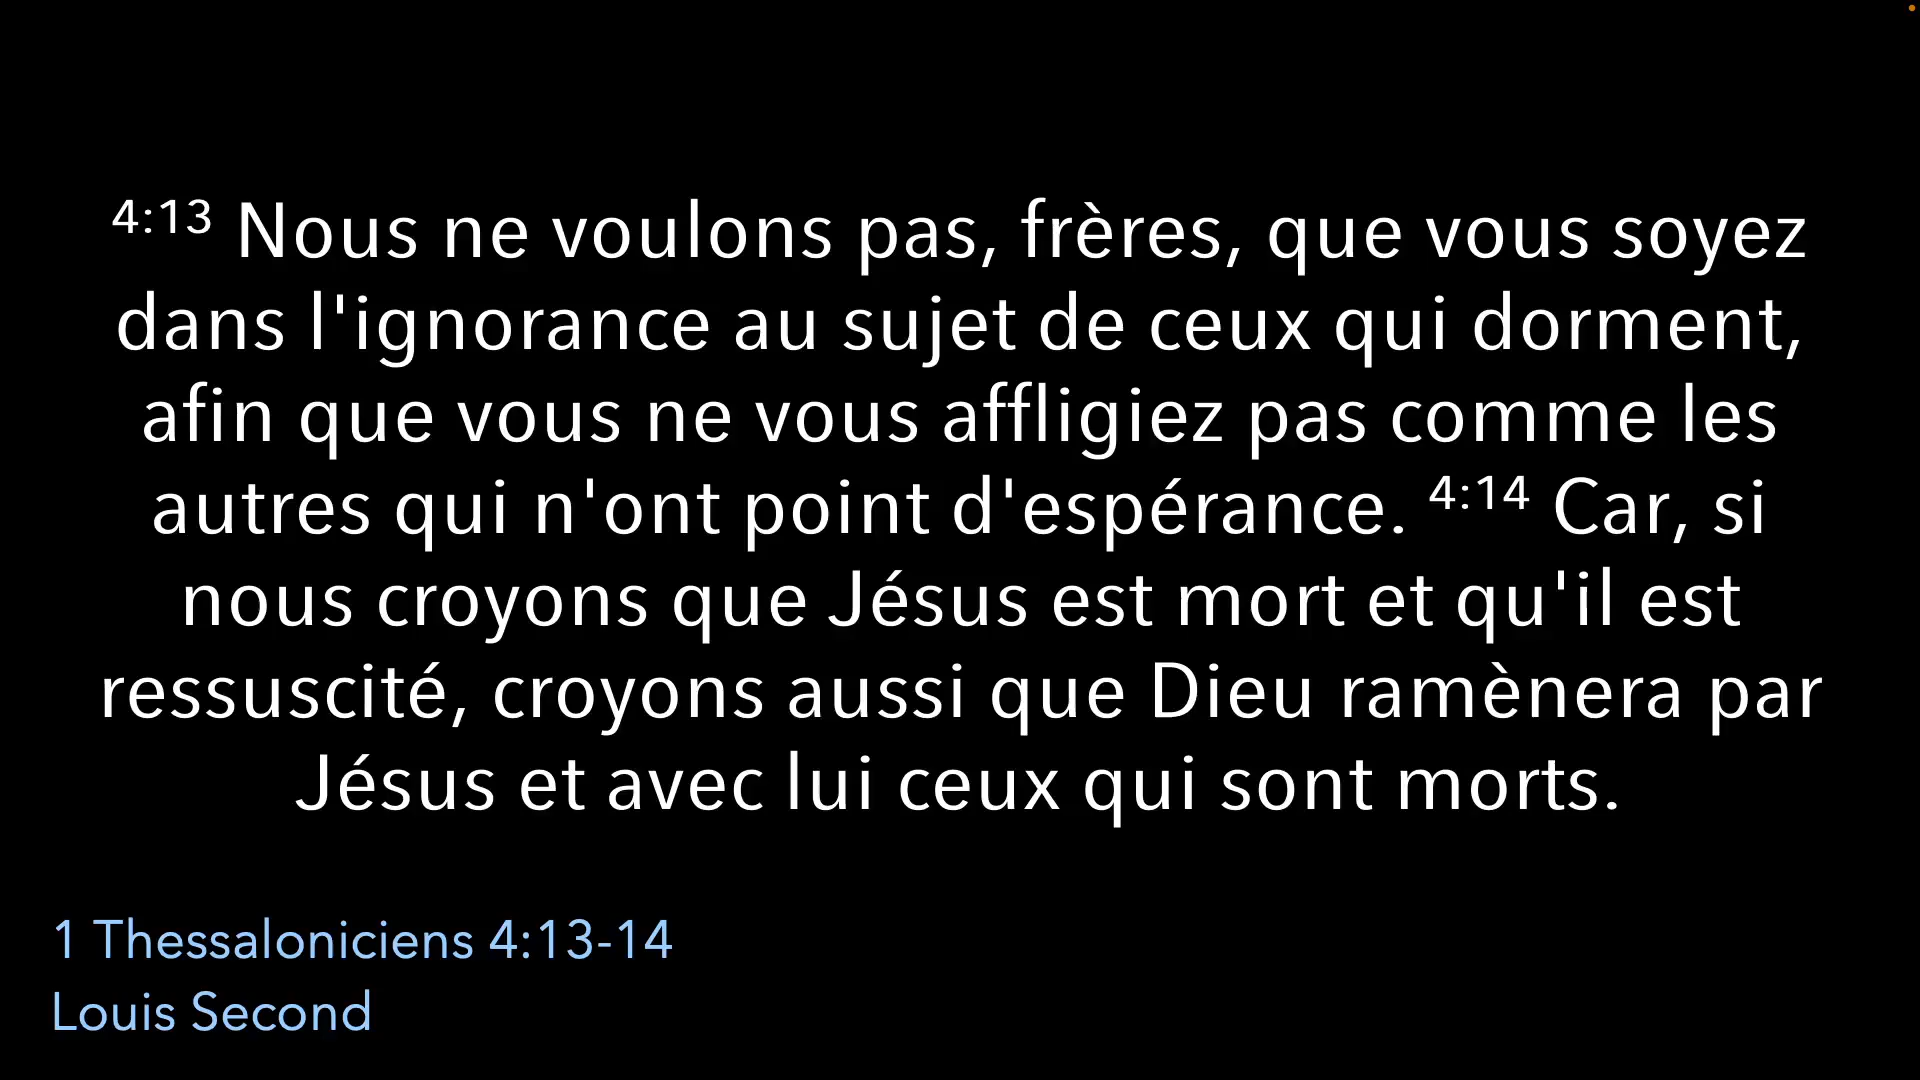 4:13 Nous ne voulons pas, frères, que vous soyez
dans l'ignorance au sujet de ceux qui dorment,
afin que vous ne vous affligiez pas comme les
autres qui n'ont point d'espérance. 4:14 Car, si
nous croyons que Jésus est mort et qu'il est
ressuscité, croyons aussi que Dieu ramènera par
Jésus et avec lui ceux qui sont morts.
1 Thessaloniciens 4:13-14
Louis Second